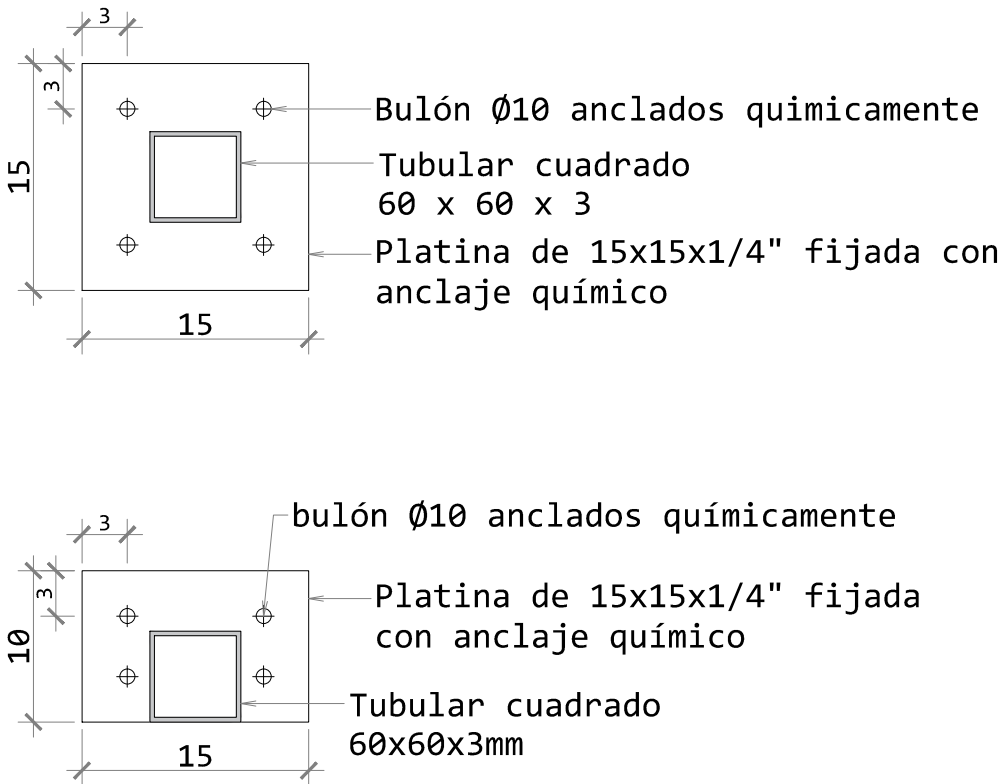 3
3
Bulón Ø10 anclados quimicamente
15
Tubular cuadrado
60 x 60 x 3
Platina de 15x15x1/4" fijada con
anclaje químico
15
bulón Ø10 anclados químicamente
3
3
Platina de 15x15x1/4" fijada
con anclaje químico
10
Tubular cuadrado
60x60x3mm
15